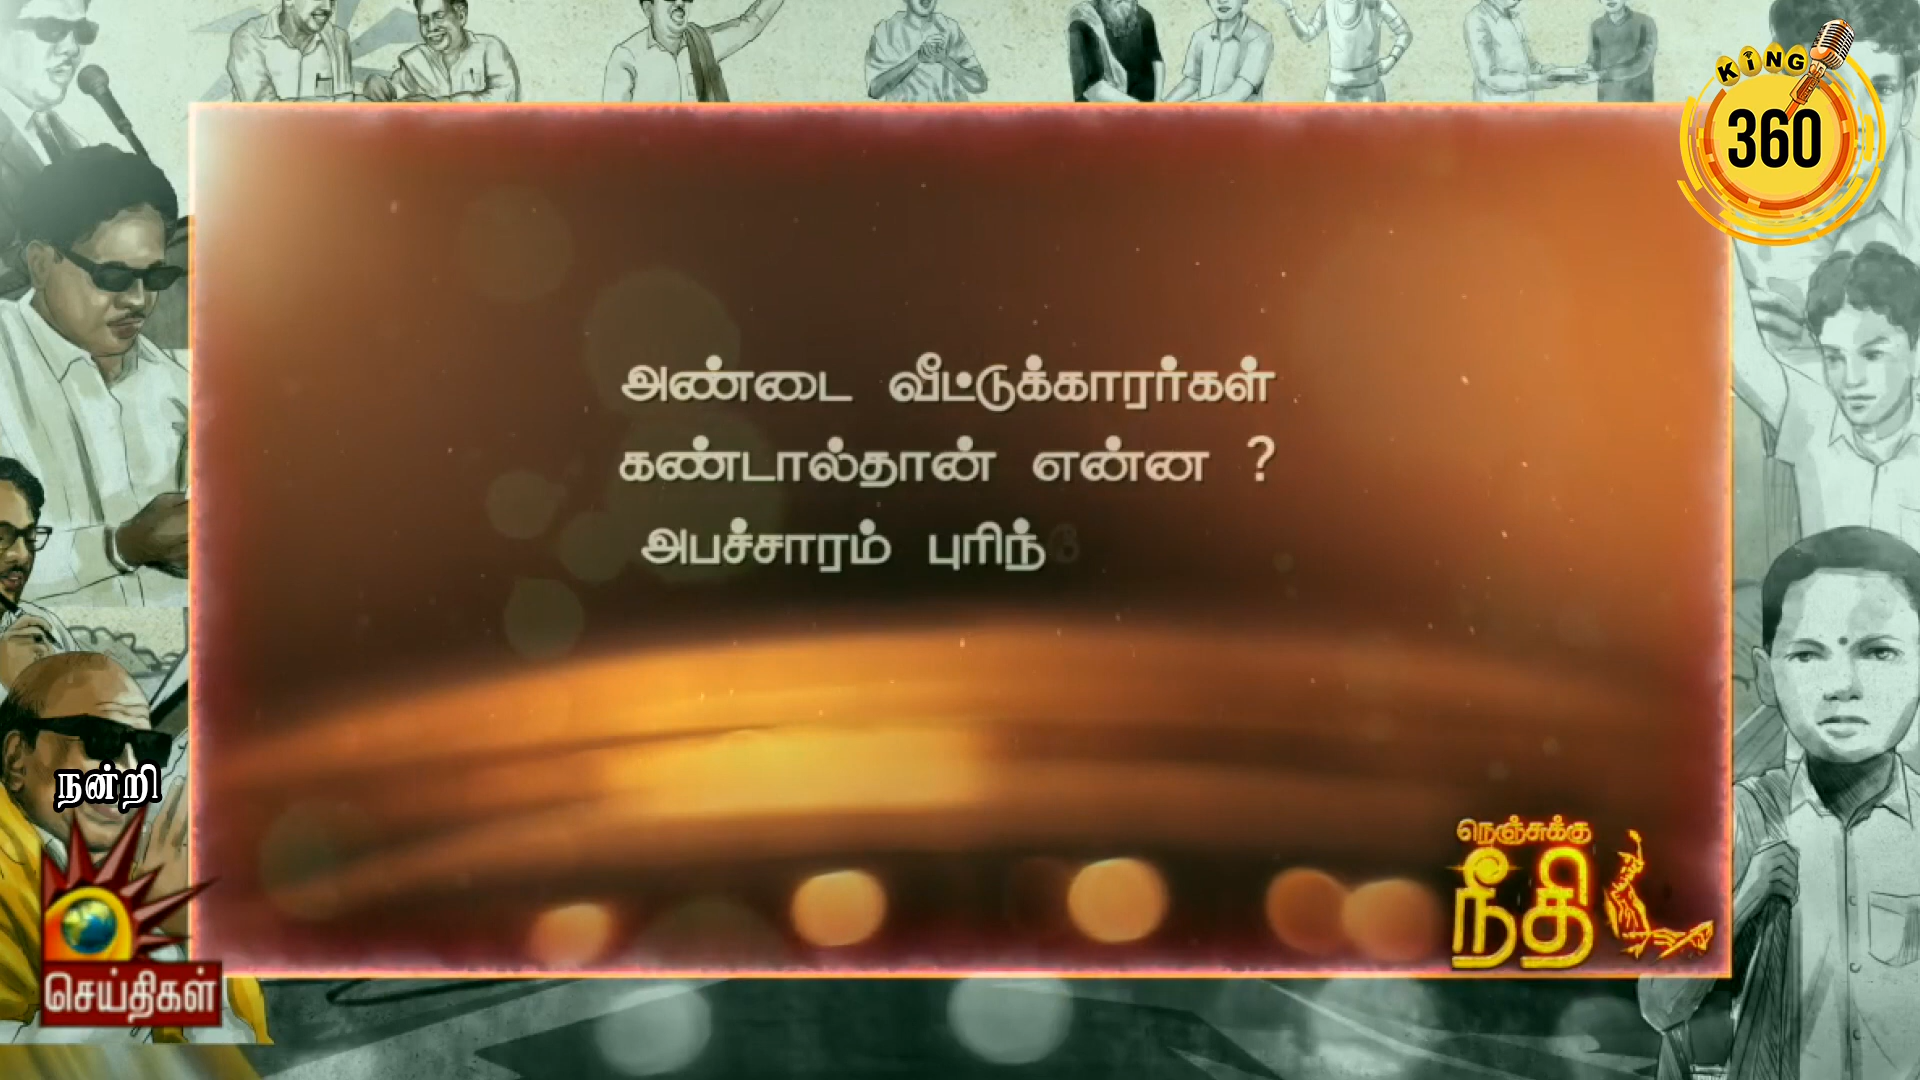 KING
360
அண்டை வீட்டுக்காரர்கள்
கண்டால்தான் என்ன ?
அபச்சாரம் புரிந்
நன்றி
செய்திகள்
நெஞ்சுக்கு
நீதி